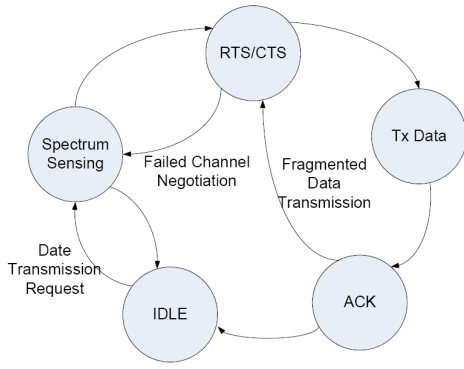 RTS/CTS
Tx Data
Spectrum
Sensing
Failed Channel
Negotiation
Fragmented
Data
Transmission
Date
Transmission
Request
IDLE
ACK